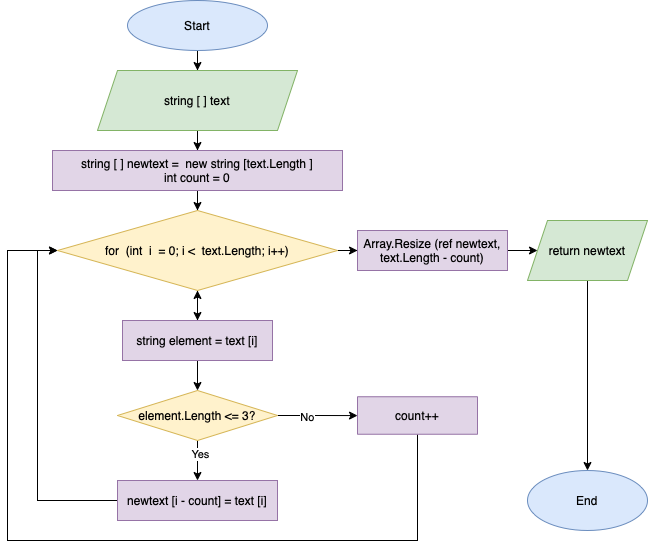 Start
string [ ] text
string [ ] newtext =  new string [text.Length ]
int count = 0
for  (int  i  = 0; i <  text.Length; i++)
Array.Resize (ref newtext,
text.Length - count)
return newtext
string element = text [i]
element.Length <= 3?
No
count++
Yes
newtext [i - count] = text [i]
End